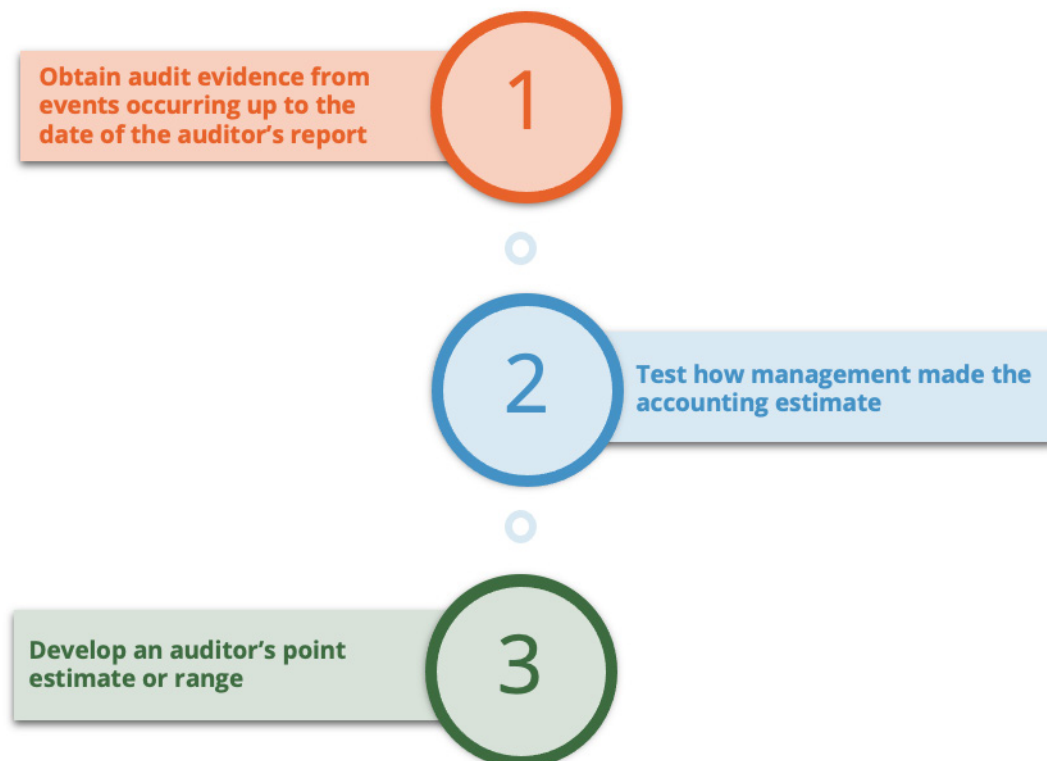 Obtain audit evidence from
events occurring up to the
date of the auditor’s report
1
2
Test how management made the
accounting estimate
Develop an auditor’s point
estimate or range
3